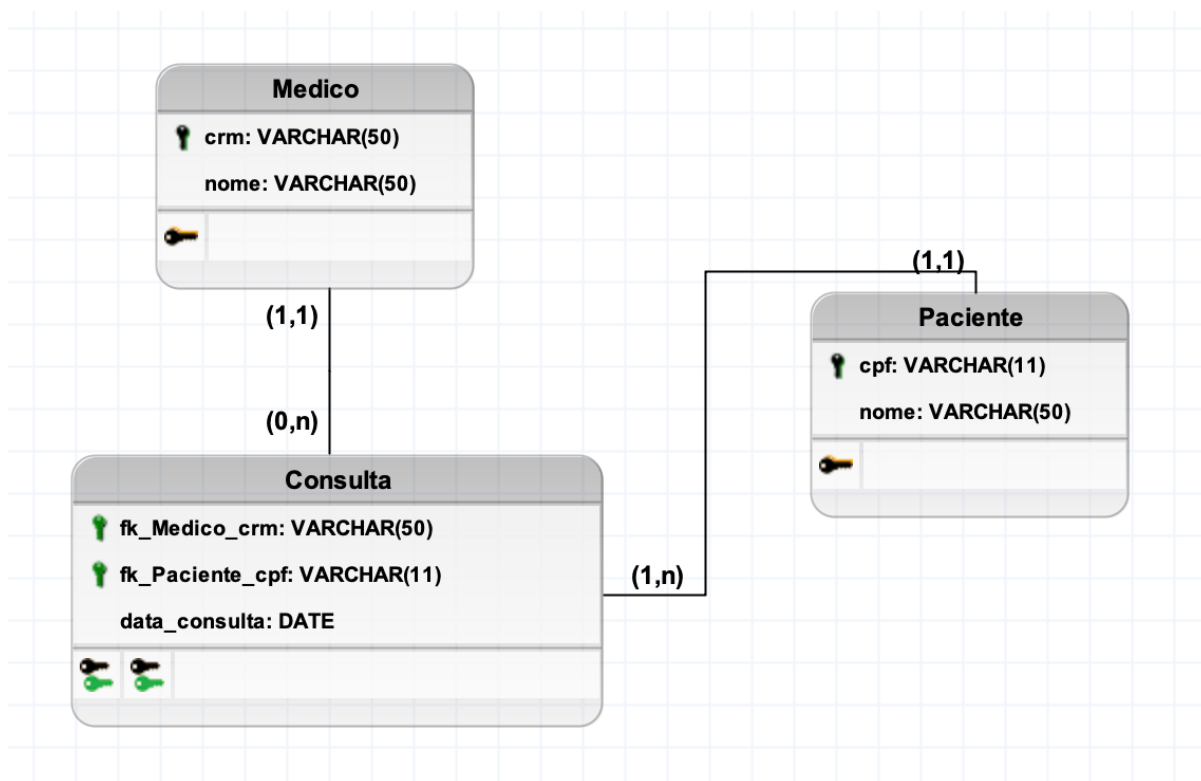 Medico
crm: VARCHAR(50)
nome: VARCHAR(50)
(1,1)
(0,n)
Consulta
fk_Medico_crm: VARCHAR(50)
fk_Paciente_cpf: VARCHAR(11)
data_consulta: DATE
(1,n)
(1,1)
Paciente
cpf: VARCHAR(11)
nome: VARCHAR(50)